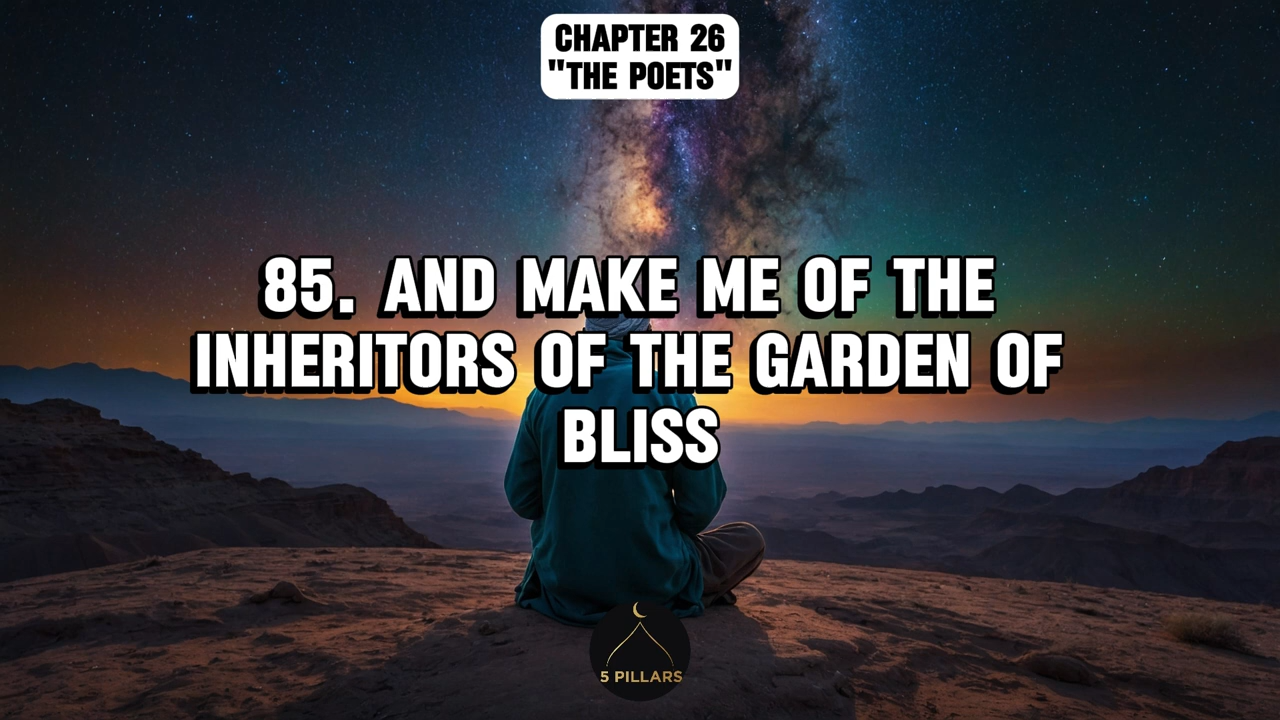 CHAPTER 26
"THE POETS"
85. AND MAKE ME OF THE
INHERITORS OF THE GARDEN OF
BLISS
5 PILLARS